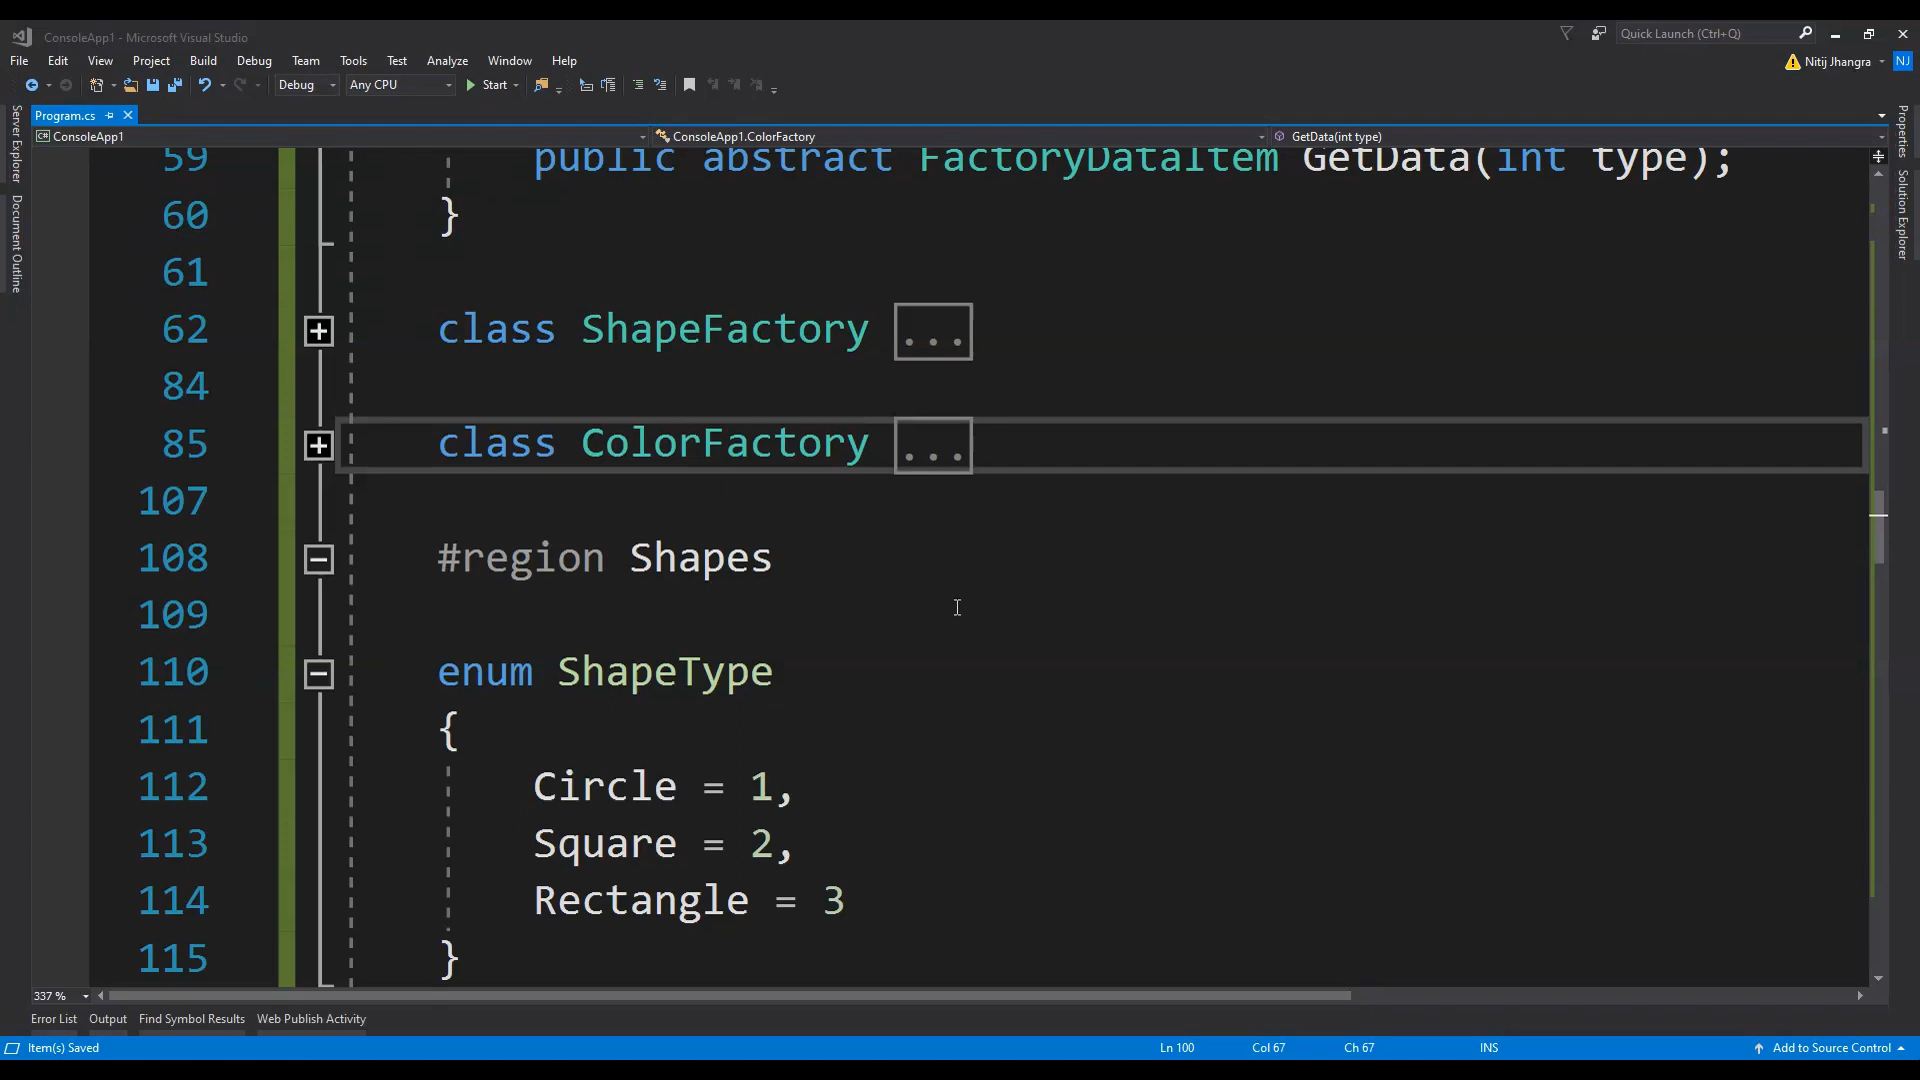 ConsoleApp1 - Microsoft Visual Studio
Quick Launch (Ctrl+Q)
File Edit View Project Build Debug Team Tools Test Analyze Window Help
Nitij Jhangra NJ
Debug Any CPU Start
Program.cs
ConsoleApp1 ConsoleApp1.ColorFactory GetData(int type)
Server Explorer
Document Outline
Properties
Solution Explorer
59 public abstract FactoryDataItem GetData(int type);
60 }
61
62 class ShapeFactory ...
84
85 class ColorFactory ...
107
108 #region Shapes
109
110 enum ShapeType
111 {
112 Circle = 1,
113 Square = 2,
114 Rectangle = 3
115 }
337 %
Error List Output Find Symbol Results Web Publish Activity
Item(s) Saved Ln 100 Col 67 Ch 67 INS Add to Source Control